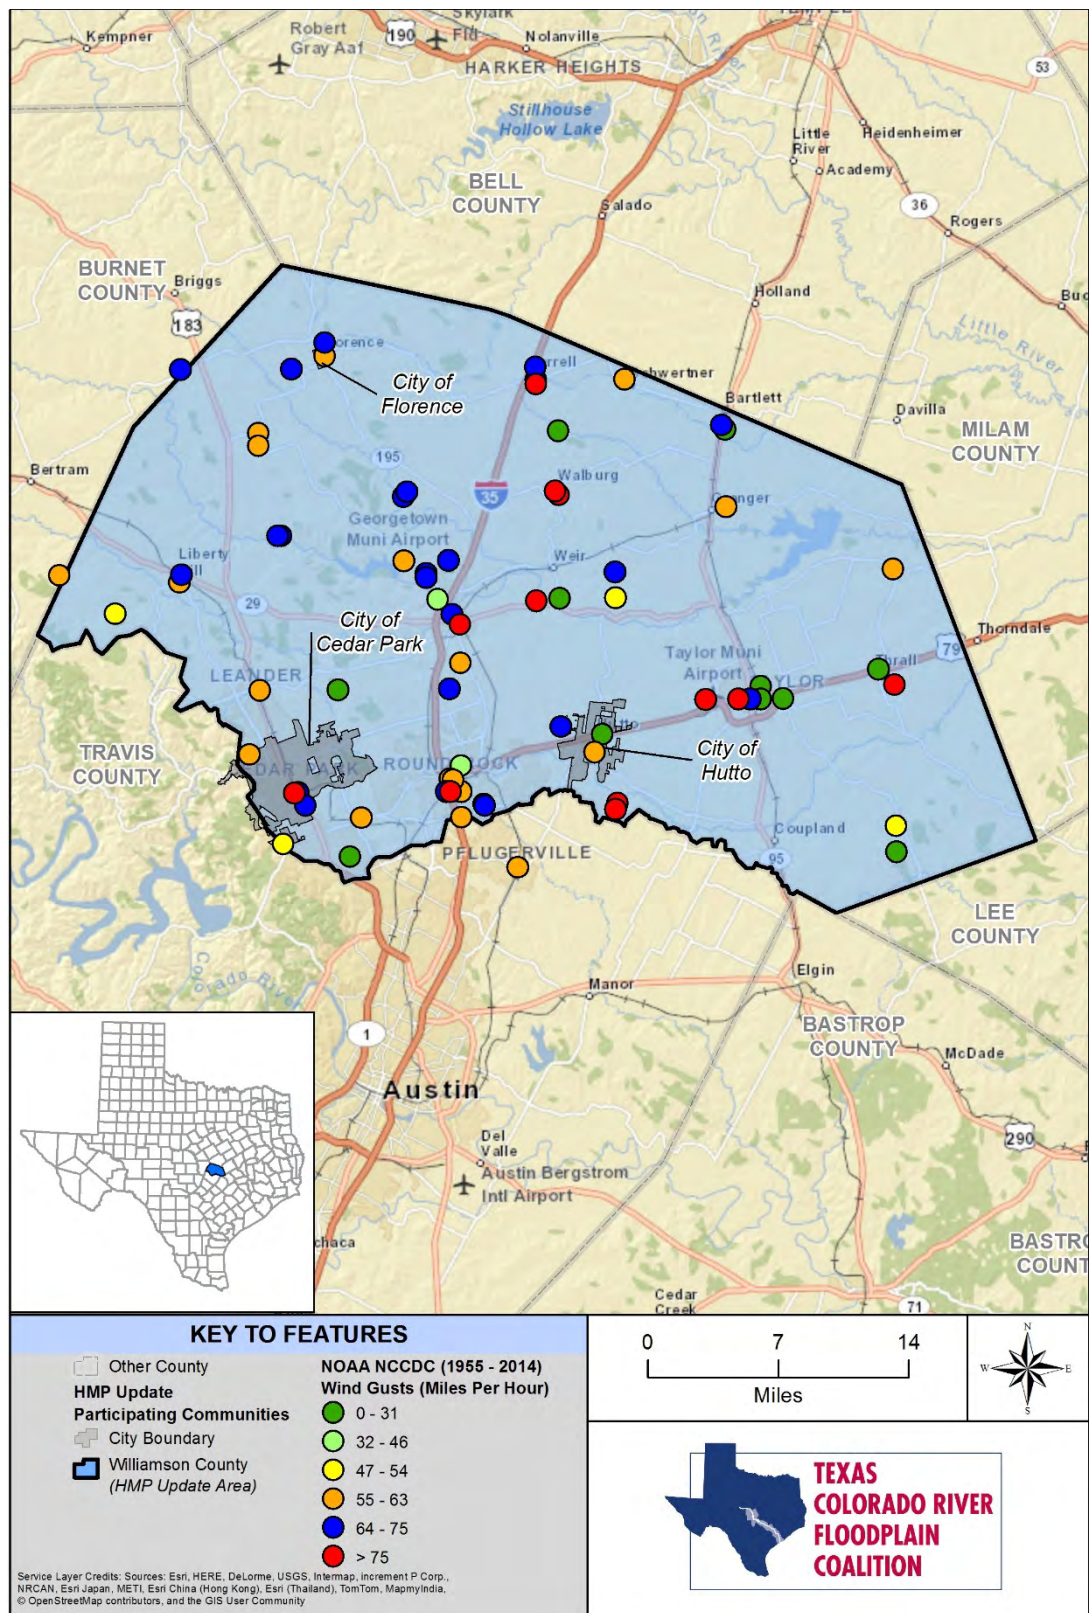 Kempner
Robert
Gray Aaf
190
Skylark
Fld
Nolanville
HARKER HEIGHTS
53
Stillhouse
Hollow Lake
Little
River
Heidenheimer
Academy
BELL
COUNTY
36
Salado
Rogers
BURNET
COUNTY
Briggs
Holland
183
Little River
City of
Florence
Bartlett
Davilla
MILAM
COUNTY
Bertram
195
35
Walburg
Georgetown
Muni Airport
Liberty
Weir
29
City of
Cedar Park
Thorndale
79
Taylor Muni
Airport
LEANDER
TRAVIS
COUNTY
City of
Hutto
Coupland
PFLUGERVILLE
95
LEE
COUNTY
Colorado River
Elgin
Manor
BASTROP
COUNTY
1
McDade
Austin
Del
Valle
290
Austin Bergstrom
Intl Airport
Cedar
Creek
71
KEY TO FEATURES
Other County
HMP Update
Participating Communities
City Boundary
Williamson County
(HMP Update Area)
NOAA NCCDC (1955 - 2014)
Wind Gusts (Miles Per Hour)
0 - 31
32 - 46
47 - 54
55 - 63
64 - 75
> 75
Service Layer Credits: Sources: Esri, HERE, DeLorme, USGS, Intermap, increment P Corp.,
NRCAN, Esri Japan, METI, Esri China (Hong Kong), Esri (Thailand), TomTom, MapmyIndia,
© OpenStreetMap contributors, and the GIS User Community
0 7 14
Miles
N
W E
S
TEXAS
COLORADO RIVER
FLOODPLAIN
COALITION